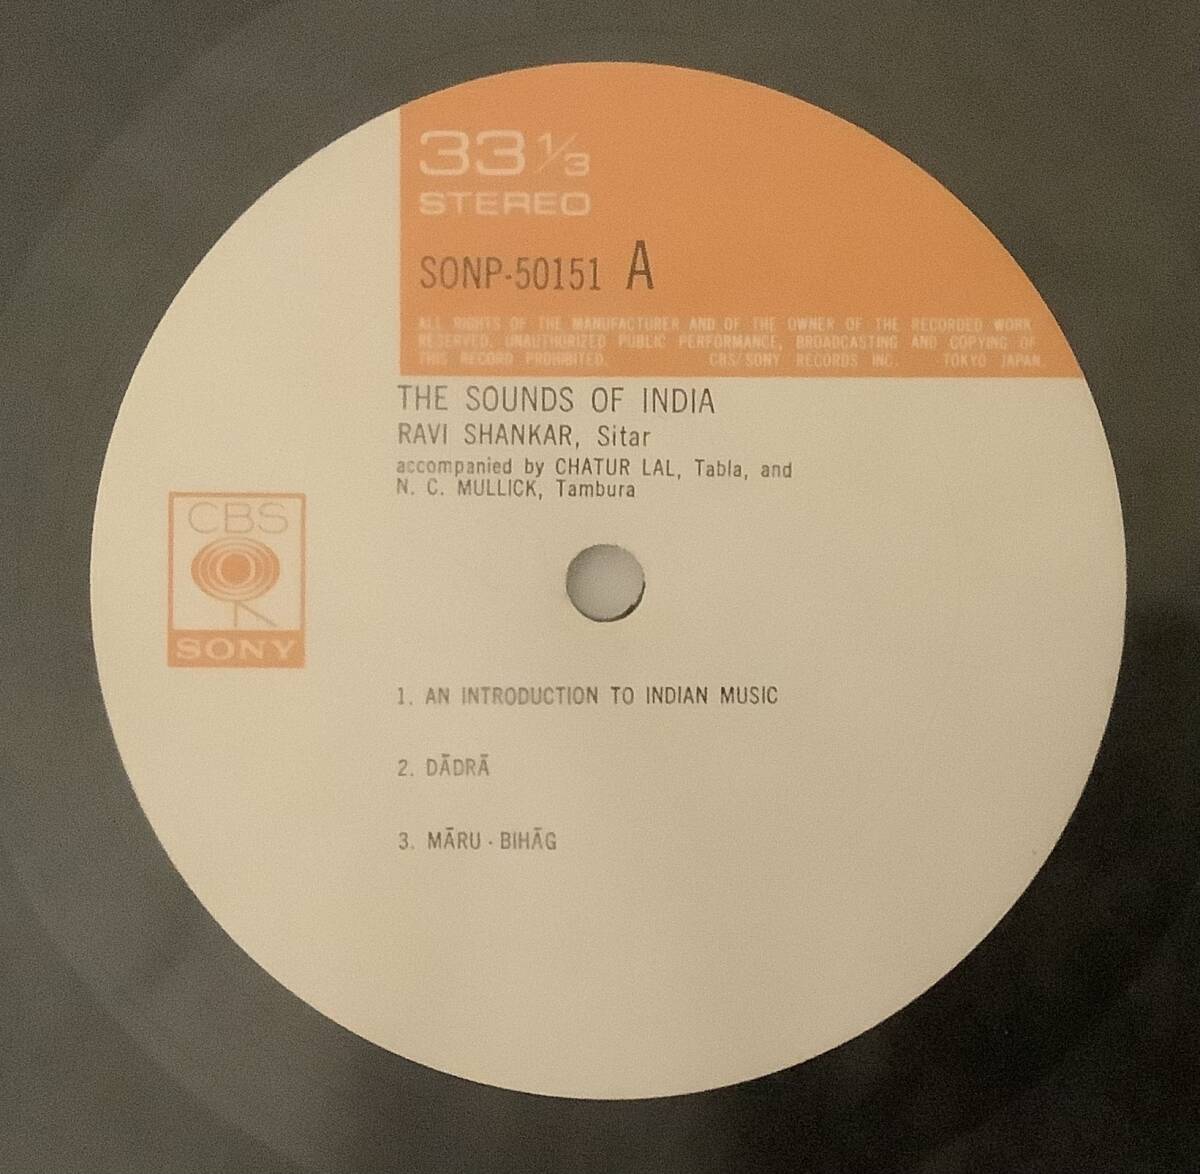 33 1/3
STEREO
SONP-50151 A
ALL RIGHTS OF THE MANUFACTURER AND OF THE OWNER OF THE RECORDED WORK
RESERVED. UNAUTHORIZED PUBLIC PERFORMANCE, BROADCASTING AND COPYING OF
THIS RECORD PROHIBITED. CBS/SONY RECORDS INC. TOKYO JAPAN.
THE SOUNDS OF INDIA
RAVI SHANKAR, Sitar
accompanied by CHATUR LAL, Tabla, and
N. C. MULLICK, Tambura
CBS
SONY
1. AN INTRODUCTION TO INDIAN MUSIC
2. DĀDRĀ
3. MĀRU · BIHĀG